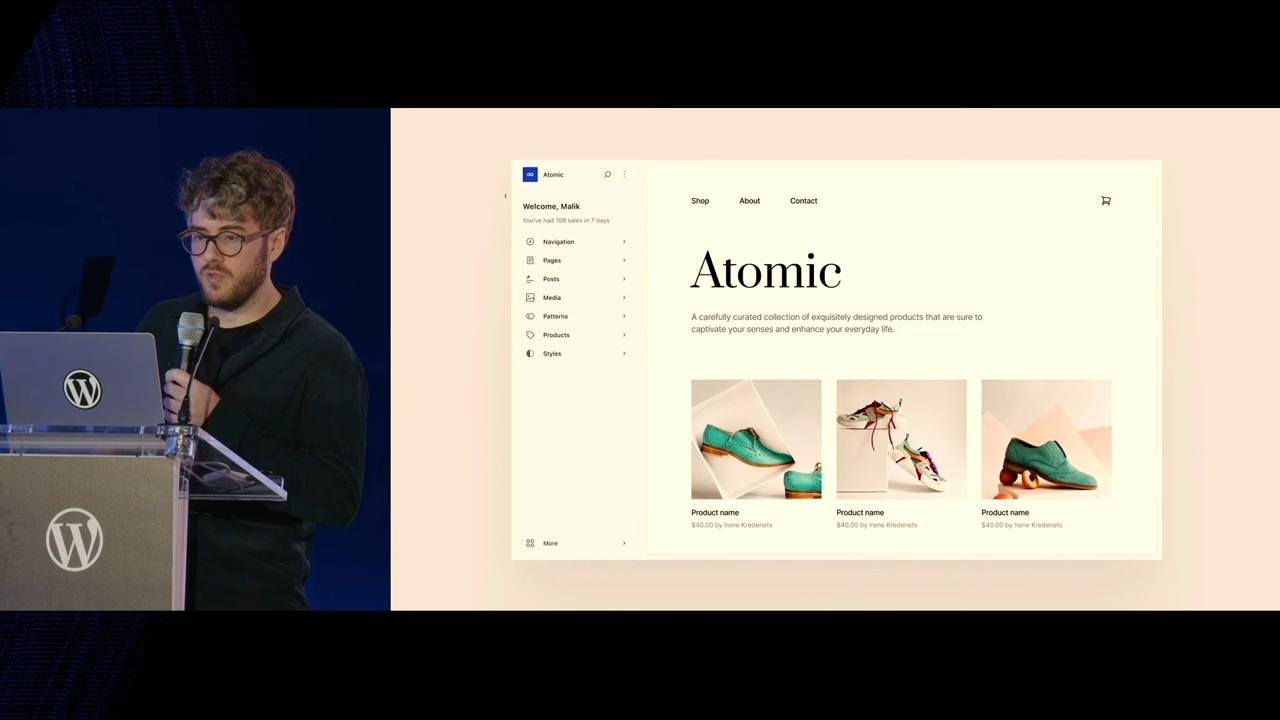 W
W
Atomic
Welcome, Malik
You've had 108 sales in 7 days
Navigation
Pages
Posts
Media
Patterns
Products
Styles
More
Shop About Contact
Atomic
A carefully curated collection of exquisitely designed products that are sure to
captivate your senses and enhance your everyday life.
Product name
$40.00 by Irene Kredenets
Product name
$40.00 by Irene Kredenets
Product name
$40.00 by Irene Kredenets